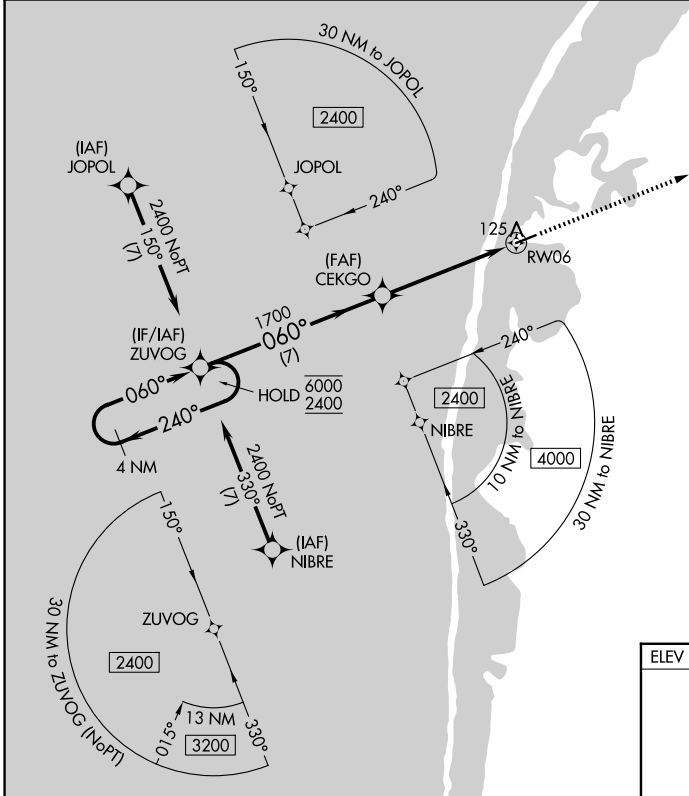 30 NM to JOPOL
150°
2400
JOPOL
240°
(IAF)
JOPOL
2400 NoPT
150°
(7)
125
RW06
(FAF)
CEKGO
1700
060°
(7)
(IF/IAF)
ZUVOG
060°
240°
4 NM
HOLD
6000
2400
240°
2400
NIBRE
10 NM to NIBRE
4000
30 NM to NIBRE
330°
2400 NoPT
330°
(7)
(IAF)
NIBRE
150°
ZUVOG
30 NM to ZUVOG (NoPT)
2400
13 NM
3200
015°
330°
ELEV